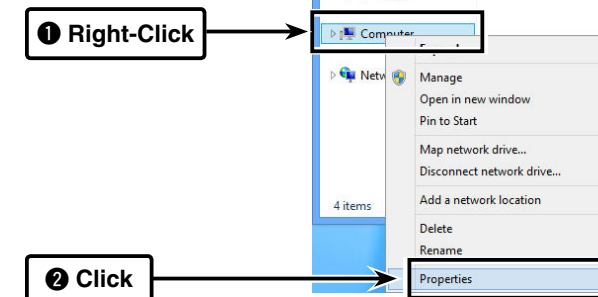 ❶ Right-Click
Computer
Netw
Manage
Open in new window
Pin to Start
Map network drive...
Disconnect network drive...
4 items
Add a network location
Delete
Rename
❷ Click
Properties